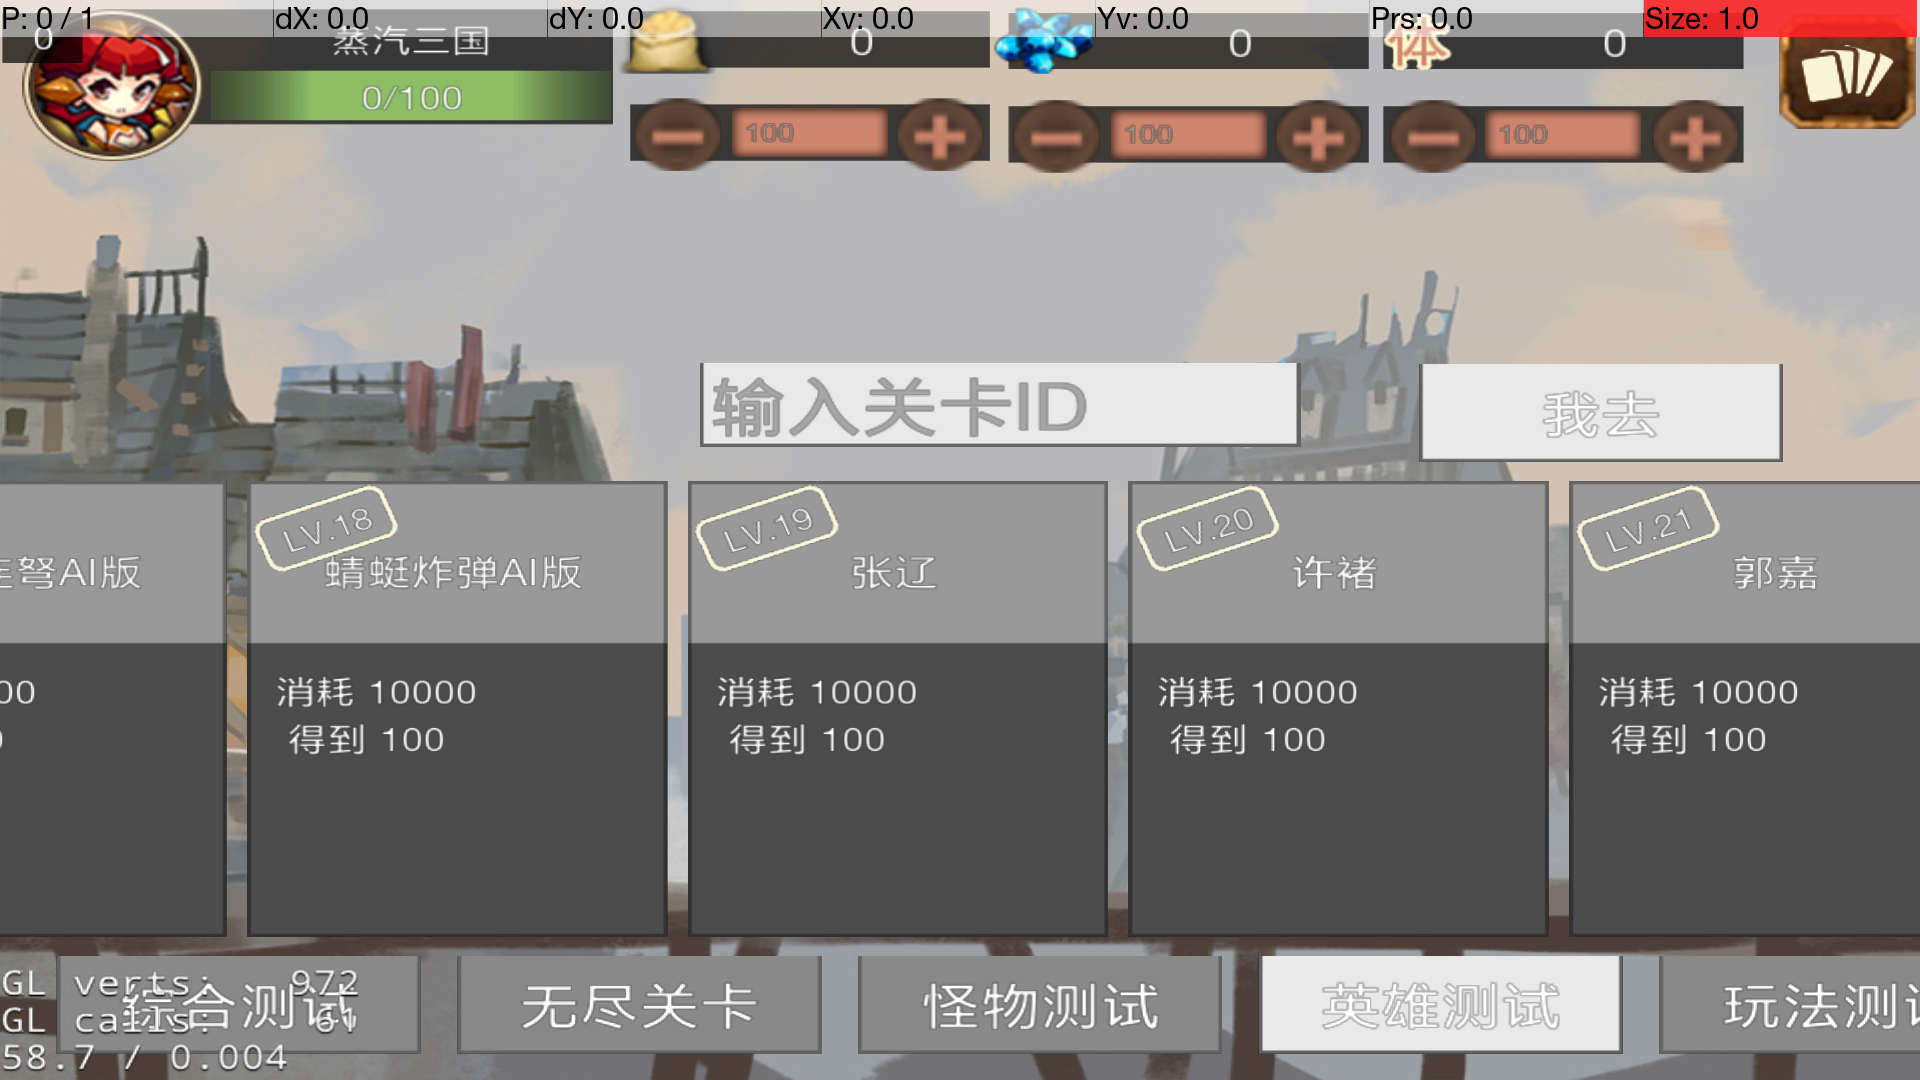 P: 0 / 1 dX: 0.0 dY: 0.0 Xv: 0.0 Yv: 0.0 Prs: 0.0 Size: 1.0
0 蒸汽三国 0 0 体 0
0/100
100 100 100
输入关卡ID 我去
LV.18 LV.19 LV.20 LV.21
弩AI版 蜻蜓炸弹AI版 张辽 许褚 郭嘉
00 消耗 10000 消耗 10000 消耗 10000 消耗 10000
得到 100 得到 100 得到 100 得到 100
GL verts: 972
综合测试 无尽关卡 怪物测试 英雄测试 玩法测
GL calls: 61
58.7 / 0.004